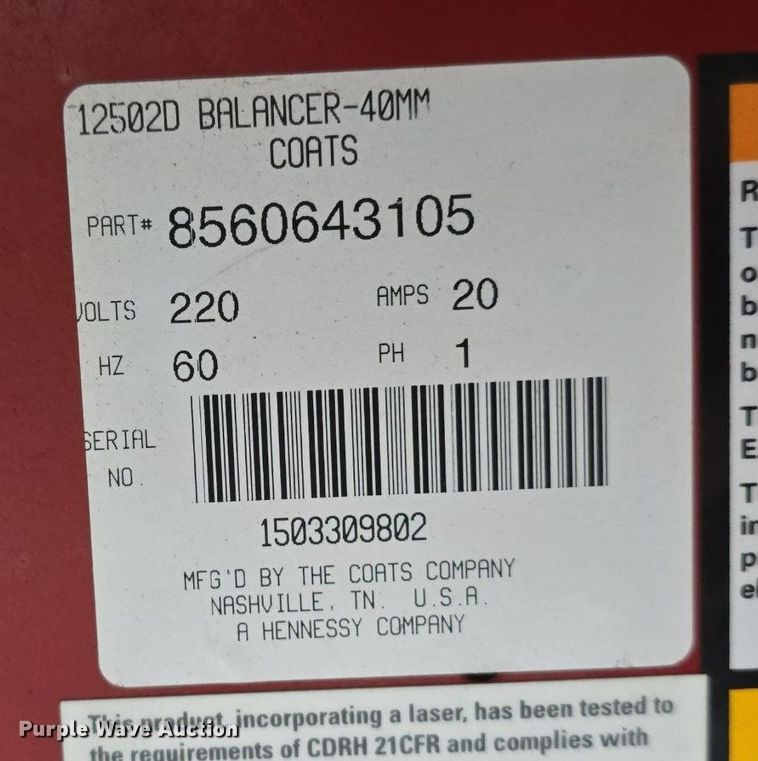 12502D BALANCER-40MM
COATS
PART# 8560643105
VOLTS 220 AMPS 20
HZ 60 PH 1
SERIAL
NO.
1503309802
MFG'D BY THE COATS COMPANY
NASHVILLE, TN. U.S.A.
A HENNESSY COMPANY
This product, incorporating a laser, has been tested to
the requirements of CDRH 21CFR and complies with
Purple Wave Auction
R
T
o
b
n
b
T
E
T
in
p
el